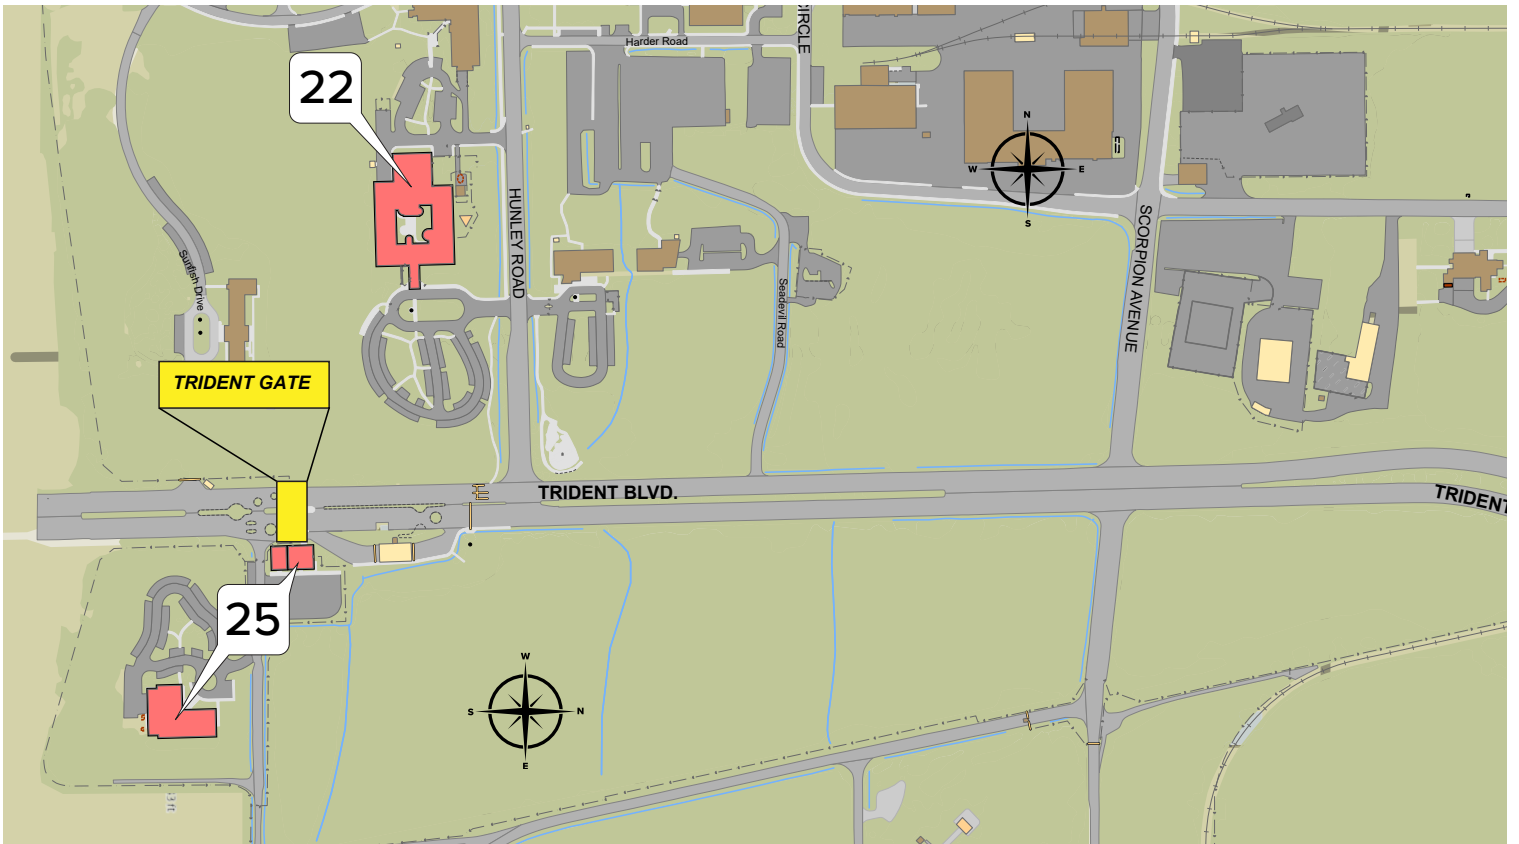 CIRCLE
Harder Road
22
N
W
E
S
HUNLEY ROAD
SCORPION AVENUE
Sunfish Drive
Seadevil Road
TRIDENT GATE
TRIDENT BLVD.
TRIDENT
25
W
S
N
E